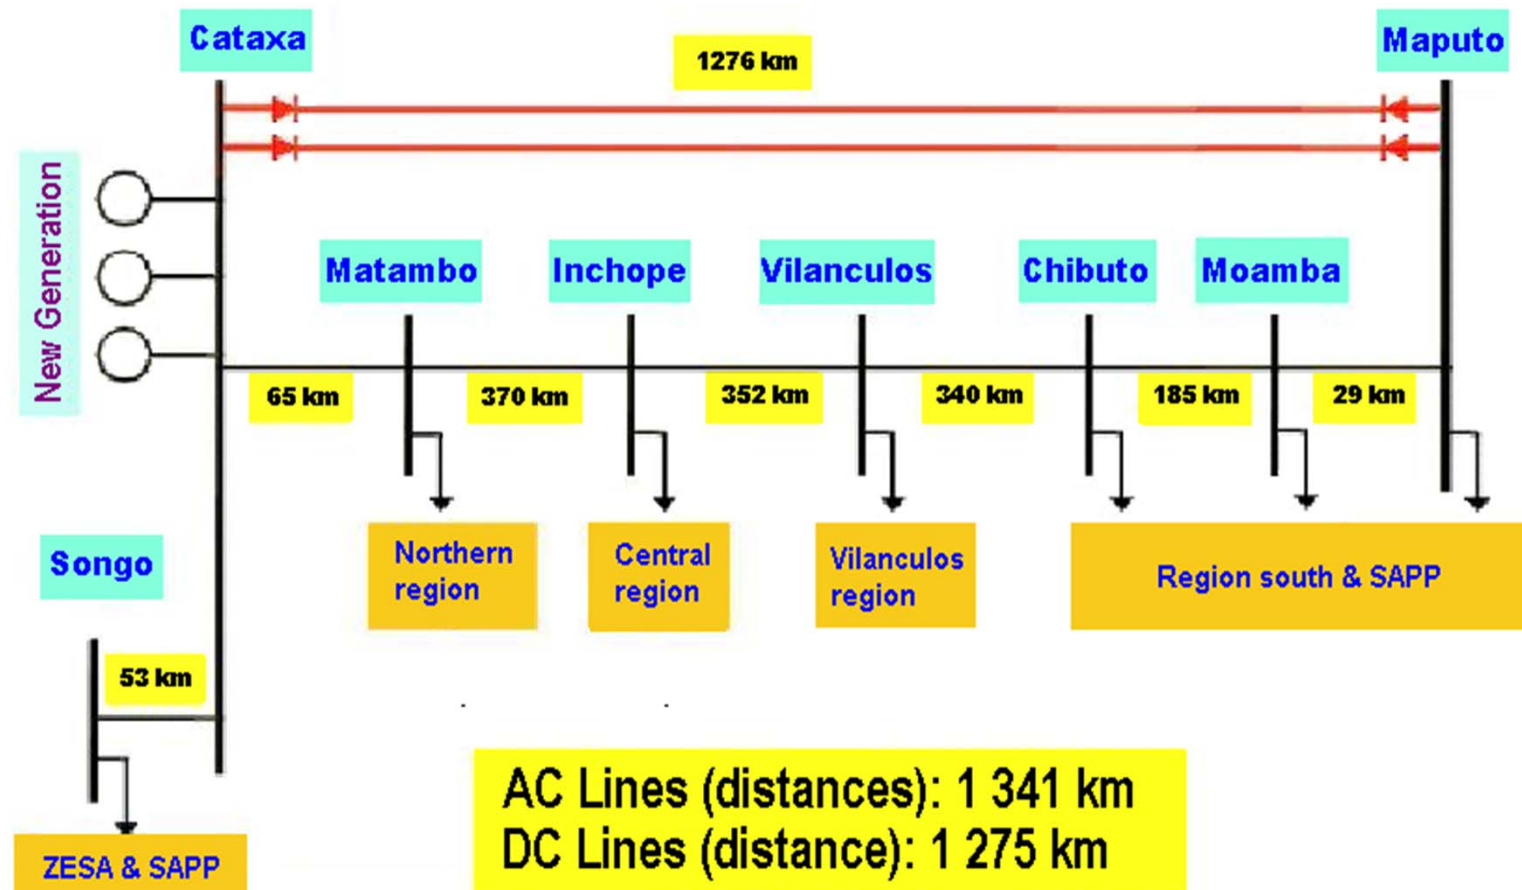 Cataxa
1276 km
Maputo
New Generation
Matambo
Inchope
Vilanculos
Chibuto
Moamba
65 km
370 km
352 km
340 km
185 km
29 km
Songo
Northern
region
Central
region
Vilanculos
region
Region south & SAPP
53 km
AC Lines (distances): 1 341 km
DC Lines (distance): 1 275 km
ZESA & SAPP